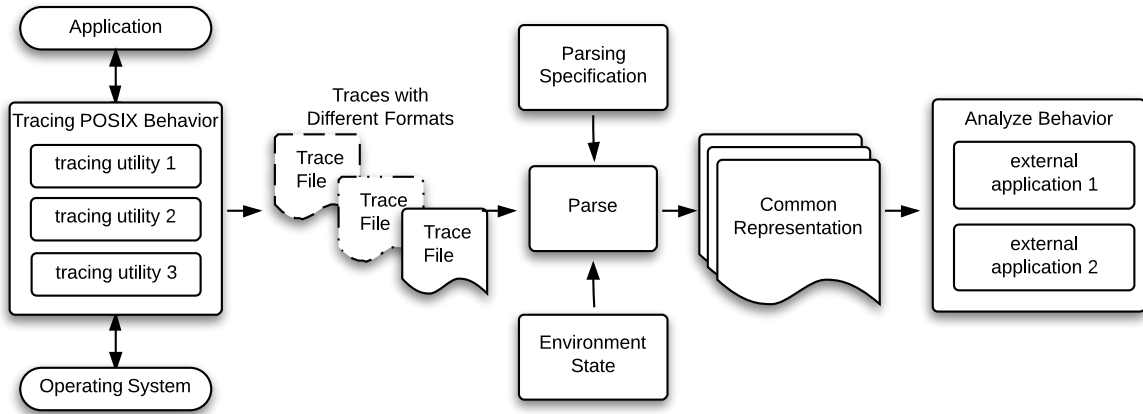 Application
Tracing POSIX Behavior
tracing utility 1
tracing utility 2
tracing utility 3
Operating System
Traces with
Different Formats
Trace
File
Trace
File
Trace
File
Parsing
Specification
Parse
Environment
State
Common
Representation
Analyze Behavior
external
application 1
external
application 2